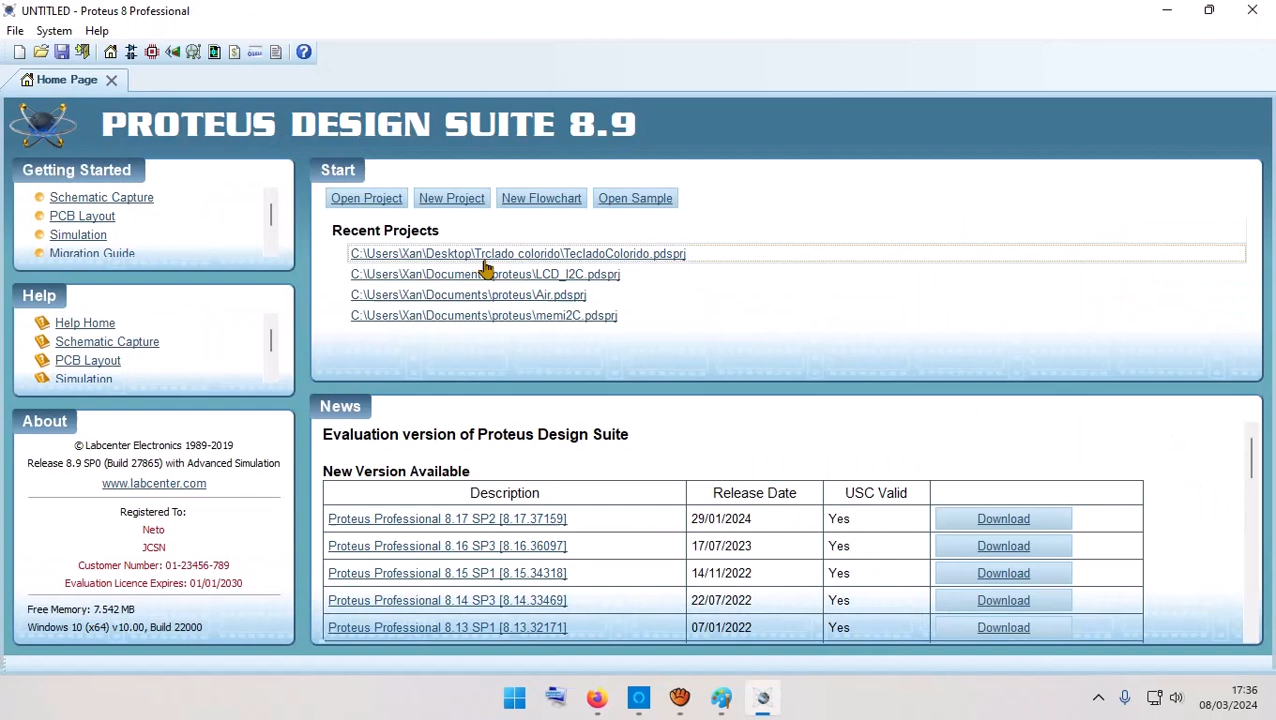 UNTITLED - Proteus 8 Professional
File System Help
Home Page
PROTEUS DESIGN SUITE 8.9
Getting Started
Schematic Capture
PCB Layout
Simulation
Migration Guide
Help
Help Home
Schematic Capture
PCB Layout
Simulation
About
© Labcenter Electronics 1989-2019
Release 8.9 SP0 (Build 27865) with Advanced Simulation
www.labcenter.com
Registered To:
Neto
JCSN
Customer Number: 01-23456-789
Evaluation Licence Expires: 01/01/2030
Free Memory: 7.542 MB
Windows 10 (x64) v10.00, Build 22000
Start
Open Project New Project New Flowchart Open Sample
Recent Projects
C:\Users\Xan\Desktop\Trclado colorido\TecladoColorido.pdsprj
C:\Users\Xan\Documents\proteus\LCD_I2C.pdsprj
C:\Users\Xan\Documents\proteus\Air.pdsprj
C:\Users\Xan\Documents\proteus\memi2C.pdsprj
News
Evaluation version of Proteus Design Suite
New Version Available
Description Release Date USC Valid
Proteus Professional 8.17 SP2 [8.17.37159] 29/01/2024 Yes Download
Proteus Professional 8.16 SP3 [8.16.36097] 17/07/2023 Yes Download
Proteus Professional 8.15 SP1 [8.15.34318] 14/11/2022 Yes Download
Proteus Professional 8.14 SP3 [8.14.33469] 22/07/2022 Yes Download
Proteus Professional 8.13 SP1 [8.13.32171] 07/01/2022 Yes Download
17:36
08/03/2024